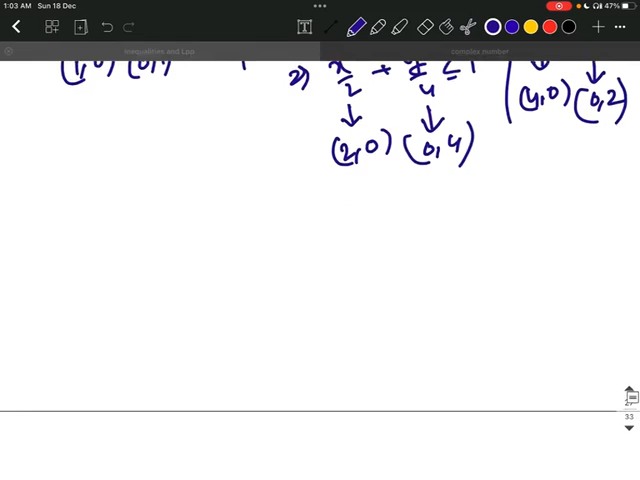 1:03 AM Sun 18 Dec
47%
Inequalities and Lpp
complex number
(1,0) (0,
2) x/2 + y/4 ≤ 1
(4,0) (0,2)
(2,0) (0,4)
33